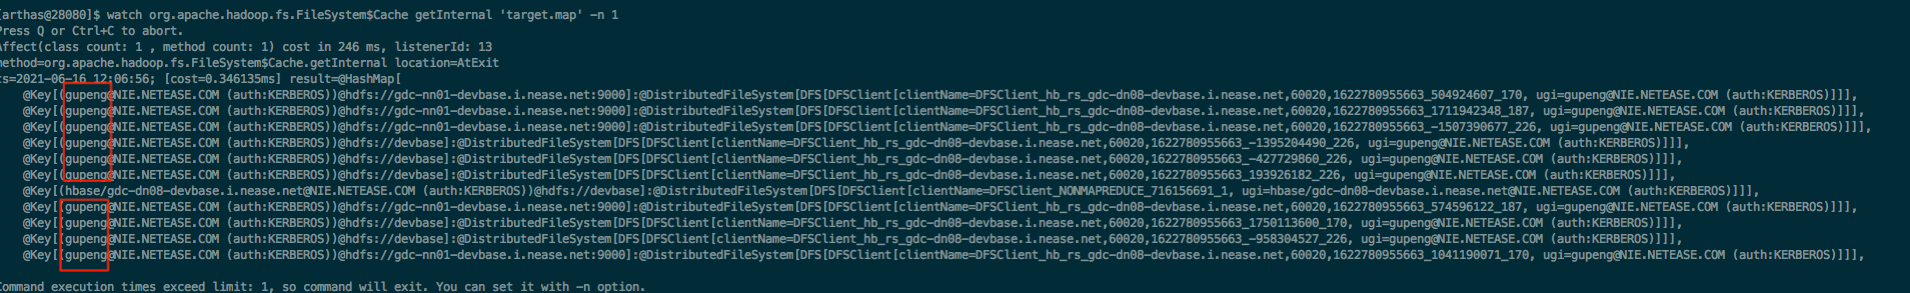 [arthas@28080]$ watch org.apache.hadoop.fs.FileSystem$Cache getInternal 'target.map' -n 1
Press Q or Ctrl+C to abort.
Affect(class count: 1 , method count: 1) cost in 246 ms, listenerId: 13
method=org.apache.hadoop.fs.FileSystem$Cache.getInternal location=AtExit
ts=2021-06-16 12:06:56; [cost=0.346135ms] result=@HashMap[
@Key[(gupeng@NIE.NETEASE.COM (auth:KERBEROS))@hdfs://gdc-nn01-devbase.i.nease.net:9000]:@DistributedFileSystem[DFS[DFSClient[clientName=DFSClient_hb_rs_gdc-dn08-devbase.i.nease.net,60020,1622780955663_504924607_170, ugi=gupeng@NIE.NETEASE.COM (auth:KERBEROS)]]],
@Key[(gupeng@NIE.NETEASE.COM (auth:KERBEROS))@hdfs://gdc-nn01-devbase.i.nease.net:9000]:@DistributedFileSystem[DFS[DFSClient[clientName=DFSClient_hb_rs_gdc-dn08-devbase.i.nease.net,60020,1622780955663_1711942348_187, ugi=gupeng@NIE.NETEASE.COM (auth:KERBEROS)]]],
@Key[(gupeng@NIE.NETEASE.COM (auth:KERBEROS))@hdfs://gdc-nn01-devbase.i.nease.net:9000]:@DistributedFileSystem[DFS[DFSClient[clientName=DFSClient_hb_rs_gdc-dn08-devbase.i.nease.net,60020,1622780955663_-1507390677_226, ugi=gupeng@NIE.NETEASE.COM (auth:KERBEROS)]]],
@Key[(gupeng@NIE.NETEASE.COM (auth:KERBEROS))@hdfs://devbase]:@DistributedFileSystem[DFS[DFSClient[clientName=DFSClient_hb_rs_gdc-dn08-devbase.i.nease.net,60020,1622780955663_-1395204490_226, ugi=gupeng@NIE.NETEASE.COM (auth:KERBEROS)]]],
@Key[(gupeng@NIE.NETEASE.COM (auth:KERBEROS))@hdfs://devbase]:@DistributedFileSystem[DFS[DFSClient[clientName=DFSClient_hb_rs_gdc-dn08-devbase.i.nease.net,60020,1622780955663_-427729860_226, ugi=gupeng@NIE.NETEASE.COM (auth:KERBEROS)]]],
@Key[(gupeng@NIE.NETEASE.COM (auth:KERBEROS))@hdfs://devbase]:@DistributedFileSystem[DFS[DFSClient[clientName=DFSClient_hb_rs_gdc-dn08-devbase.i.nease.net,60020,1622780955663_193926182_226, ugi=gupeng@NIE.NETEASE.COM (auth:KERBEROS)]]],
@Key[(hbase/gdc-dn08-devbase.i.nease.net@NIE.NETEASE.COM (auth:KERBEROS))@hdfs://devbase]:@DistributedFileSystem[DFS[DFSClient[clientName=DFSClient_NONMAPREDUCE_716156691_1, ugi=hbase/gdc-dn08-devbase.i.nease.net@NIE.NETEASE.COM (auth:KERBEROS)]]],
@Key[(gupeng@NIE.NETEASE.COM (auth:KERBEROS))@hdfs://gdc-nn01-devbase.i.nease.net:9000]:@DistributedFileSystem[DFS[DFSClient[clientName=DFSClient_hb_rs_gdc-dn08-devbase.i.nease.net,60020,1622780955663_574596122_187, ugi=gupeng@NIE.NETEASE.COM (auth:KERBEROS)]]],
@Key[(gupeng@NIE.NETEASE.COM (auth:KERBEROS))@hdfs://devbase]:@DistributedFileSystem[DFS[DFSClient[clientName=DFSClient_hb_rs_gdc-dn08-devbase.i.nease.net,60020,1622780955663_1750113600_170, ugi=gupeng@NIE.NETEASE.COM (auth:KERBEROS)]]],
@Key[(gupeng@NIE.NETEASE.COM (auth:KERBEROS))@hdfs://devbase]:@DistributedFileSystem[DFS[DFSClient[clientName=DFSClient_hb_rs_gdc-dn08-devbase.i.nease.net,60020,1622780955663_-958304527_226, ugi=gupeng@NIE.NETEASE.COM (auth:KERBEROS)]]],
@Key[(gupeng@NIE.NETEASE.COM (auth:KERBEROS))@hdfs://gdc-nn01-devbase.i.nease.net:9000]:@DistributedFileSystem[DFS[DFSClient[clientName=DFSClient_hb_rs_gdc-dn08-devbase.i.nease.net,60020,1622780955663_1041190071_170, ugi=gupeng@NIE.NETEASE.COM (auth:KERBEROS)]]],
Command execution times exceed limit: 1, so command will exit. You can set it with -n option.